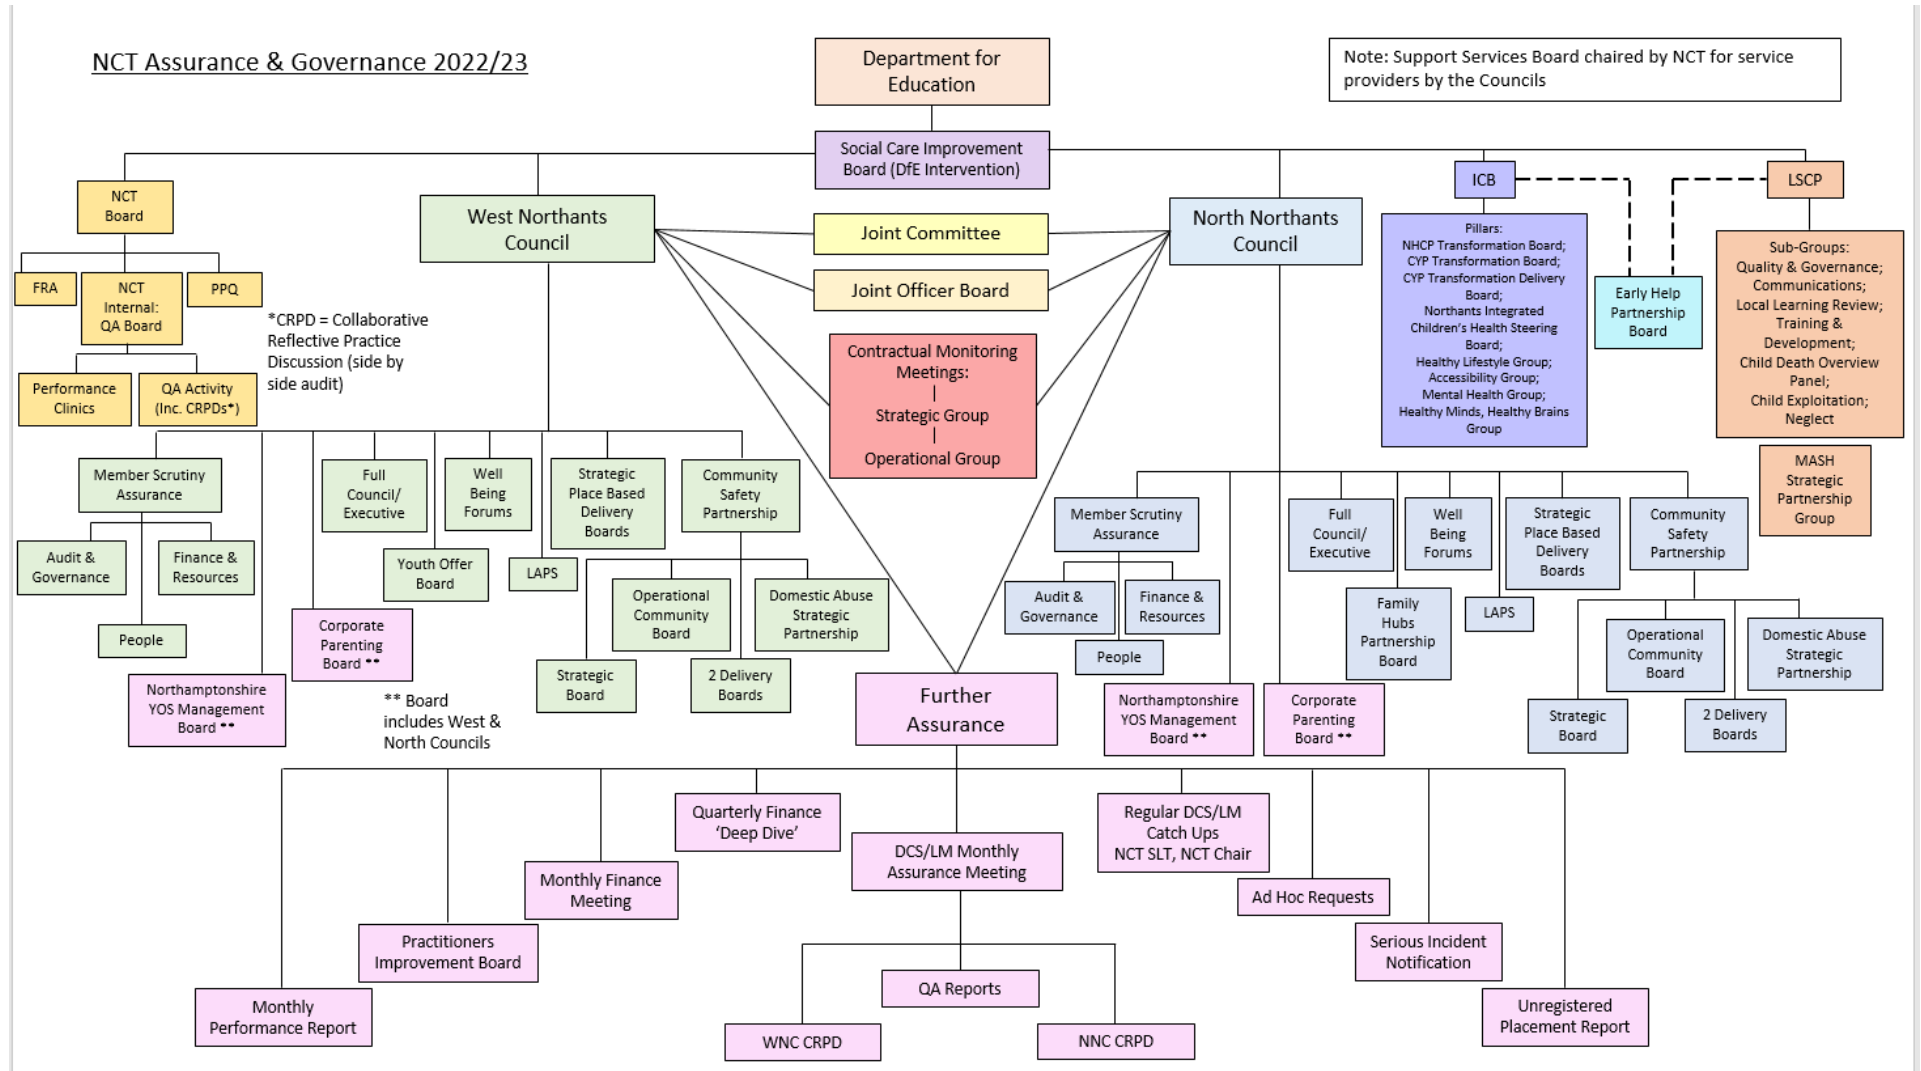 NCT Assurance & Governance 2022/23
Department for
Education
Note: Support Services Board chaired by NCT for service
providers by the Councils
Social Care Improvement
Board (DfE Intervention)
NCT
Board
FRA
NCT
Internal:
QA Board
PPQ
Performance
Clinics
QA Activity
(Inc. CRPDs*)
*CRPD = Collaborative
Reflective Practice
Discussion (side by
side audit)
West Northants
Council
Joint Committee
Joint Officer Board
Contractual Monitoring
Meetings:
|
Strategic Group
|
Operational Group
North Northants
Council
ICB
Pillars:
NHCP Transformation Board;
CYP Transformation Board;
CYP Transformation Delivery
Board;
Northants Integrated
Children's Health Steering
Board;
Healthy Lifestyle Group;
Accessibility Group;
Mental Health Group;
Healthy Minds, Healthy Brains
Group
Early Help
Partnership
Board
LSCP
Sub-Groups:
Quality & Governance;
Communications;
Local Learning Review;
Training &
Development;
Child Death Overview
Panel;
Child Exploitation;
Neglect
MASH
Strategic
Partnership
Group
Member Scrutiny
Assurance
Audit &
Governance
Finance &
Resources
People
Northamptonshire
YOS Management
Board **
Corporate
Parenting
Board **
Full
Council/
Executive
Youth Offer
Board
Well
Being
Forums
LAPS
Strategic
Place Based
Delivery
Boards
Community
Safety
Partnership
Strategic
Board
Operational
Community
Board
2 Delivery
Boards
Domestic Abuse
Strategic
Partnership
** Board
includes West &
North Councils
Member Scrutiny
Assurance
Audit &
Governance
Finance &
Resources
People
Northamptonshire
YOS Management
Board **
Corporate
Parenting
Board **
Full
Council/
Executive
Family
Hubs
Partnership
Board
Well
Being
Forums
LAPS
Strategic
Place Based
Delivery
Boards
Community
Safety
Partnership
Strategic
Board
Operational
Community
Board
2 Delivery
Boards
Domestic Abuse
Strategic
Partnership
Further
Assurance
Monthly
Performance Report
Practitioners
Improvement Board
Monthly Finance
Meeting
Quarterly Finance
‘Deep Dive’
DCS/LM Monthly
Assurance Meeting
WNC CRPD
QA Reports
NNC CRPD
Regular DCS/LM
Catch Ups
NCT SLT, NCT Chair
Ad Hoc Requests
Serious Incident
Notification
Unregistered
Placement Report